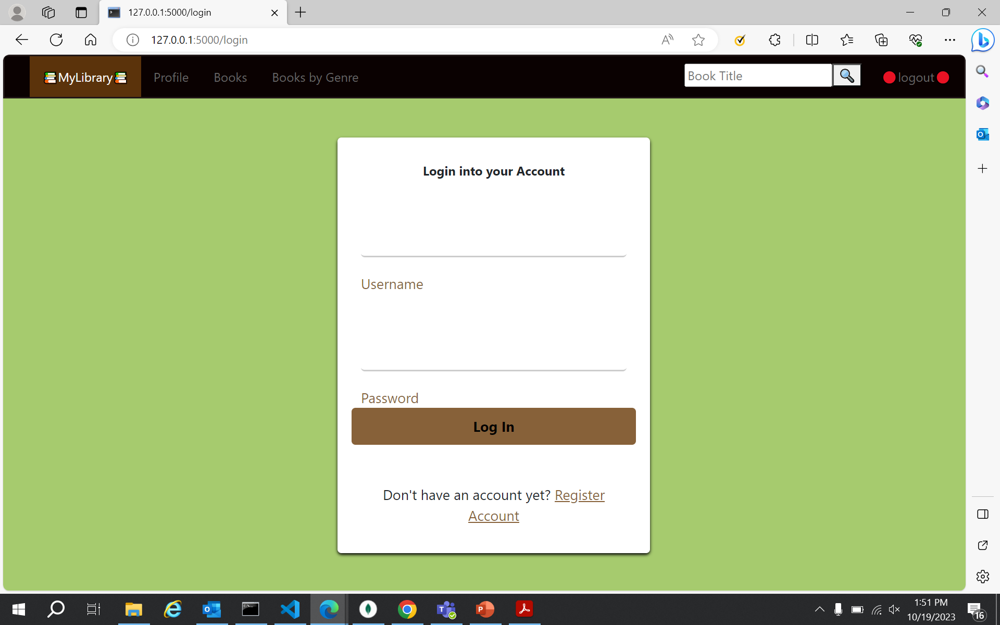 127.0.0.1:5000/login
127.0.0.1:5000/login
MyLibrary Profile Books Books by Genre Book Title logout
Login into your Account
Username
Password
Log In
Don't have an account yet? Register
Account
1:51 PM
10/19/2023
16